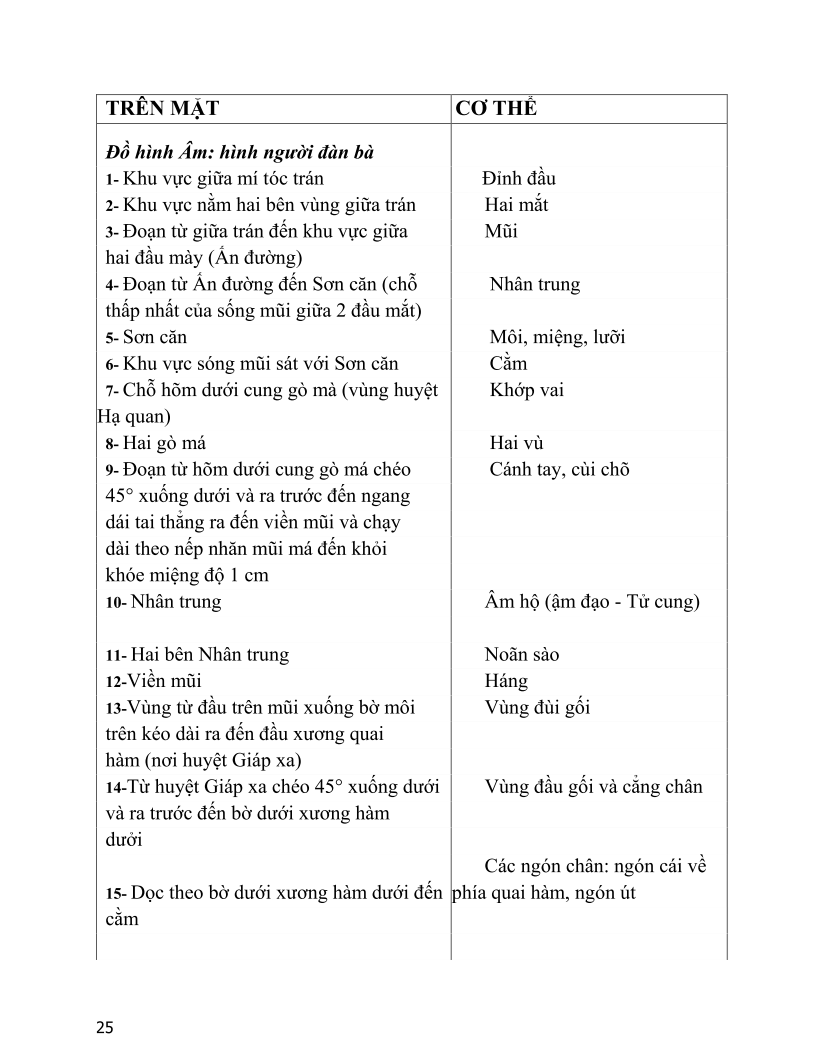 TRÊN MẶT CƠ THỂ
Đồ hình Âm: hình người đàn bà
1- Khu vực giữa mí tóc trán Đỉnh đầu
2- Khu vực nằm hai bên vùng giữa trán Hai mắt
3- Đoạn từ giữa trán đến khu vực giữa Mũi
hai đầu mày (Ấn đường)
4- Đoạn từ Ấn đường đến Sơn căn (chỗ Nhân trung
thấp nhất của sống mũi giữa 2 đầu mắt)
5- Sơn căn Môi, miệng, lưỡi
6- Khu vực sóng mũi sát với Sơn căn Cằm
7- Chỗ hõm dưới cung gò mà (vùng huyệt Khớp vai
Hạ quan)
8- Hai gò má Hai vù
9- Đoạn từ hõm dưới cung gò má chéo Cánh tay, cùi chõ
45° xuống dưới và ra trước đến ngang
dái tai thẳng ra đến viền mũi và chạy
dài theo nếp nhăn mũi má đến khỏi
khóe miệng độ 1 cm
10- Nhân trung Âm hộ (ậm đạo - Tử cung)
11- Hai bên Nhân trung Noãn sào
12-Viền mũi Háng
13-Vùng từ đầu trên mũi xuống bờ môi Vùng đùi gối
trên kéo dài ra đến đầu xương quai
hàm (nơi huyệt Giáp xa)
14-Từ huyệt Giáp xa chéo 45° xuống dưới Vùng đầu gối và cẳng chân
và ra trước đến bờ dưới xương hàm
dưởi
Các ngón chân: ngón cái về
15- Dọc theo bờ dưới xương hàm dưới đến phía quai hàm, ngón út
cằm
25